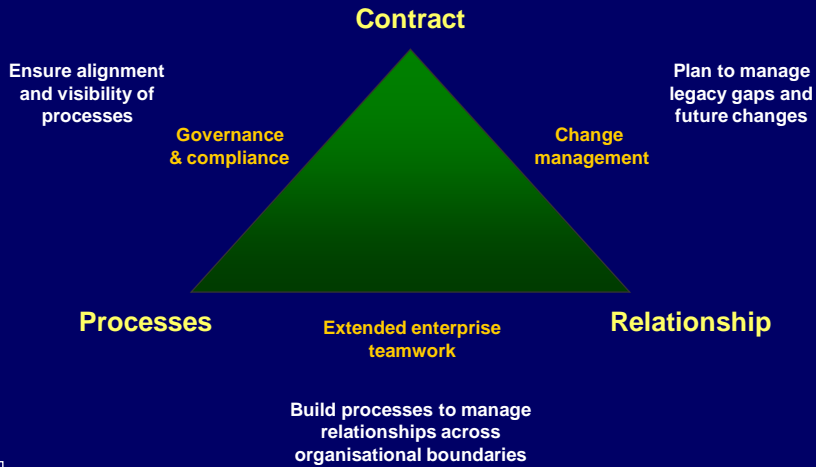 Contract
Ensure alignment
and visibility of
processes
Plan to manage
legacy gaps and
future changes
Governance
& compliance
Change
management
Processes
Extended enterprise
teamwork
Relationship
Build processes to manage
relationships across
organisational boundaries